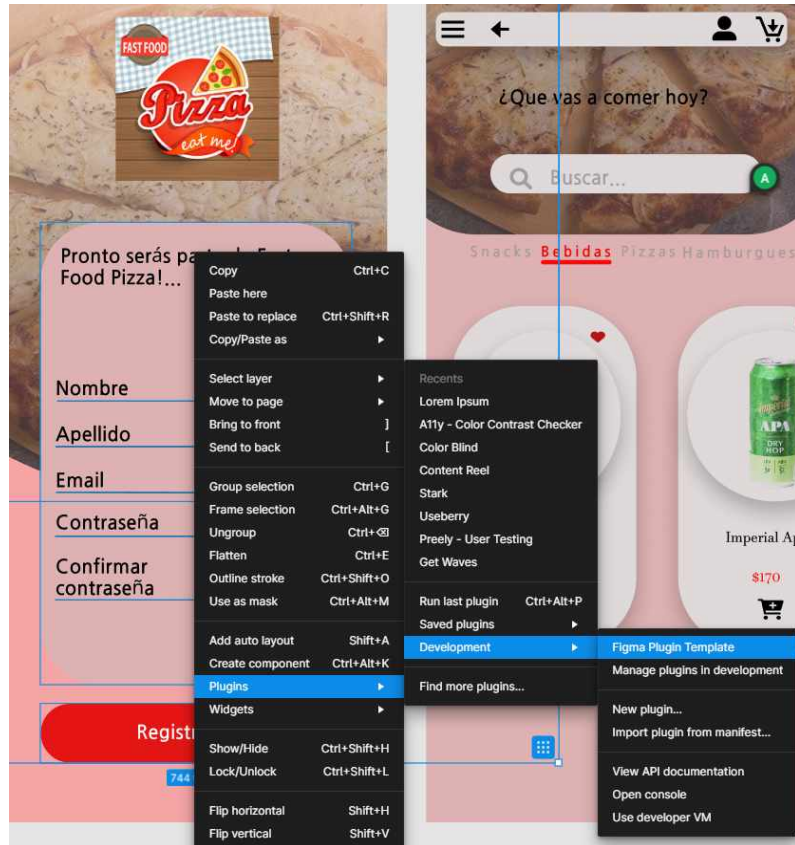 FAST FOOD
Pizza
eat me!
¿Que vas a comer hoy?
Buscar...
A
Snacks Bebidas Pizzas Hamburgues
Pronto serás pa
Food Pizza!...
Nombre
Apellido
Email
Contraseña
Confirmar
contraseña
Registr
744
Copy Ctrl+C
Paste here
Paste to replace Ctrl+Shift+R
Copy/Paste as
Select layer
Move to page
Bring to front ]
Send to back [
Group selection Ctrl+G
Frame selection Ctrl+Alt+G
Ungroup Ctrl+⌫
Flatten Ctrl+E
Outline stroke Ctrl+Shift+O
Use as mask Ctrl+Alt+M
Add auto layout Shift+A
Create component Ctrl+Alt+K
Plugins
Widgets
Show/Hide Ctrl+Shift+H
Lock/Unlock Ctrl+Shift+L
Flip horizontal Shift+H
Flip vertical Shift+V
Recents
Lorem Ipsum
A11y - Color Contrast Checker
Color Blind
Content Reel
Stark
Useberry
Preely - User Testing
Get Waves
Run last plugin Ctrl+Alt+P
Saved plugins
Development
Find more plugins...
Figma Plugin Template
Manage plugins in development
New plugin...
Import plugin from manifest...
View API documentation
Open console
Use developer VM
Imperial
APA
DRY
HOP
Imperial Ap
$170